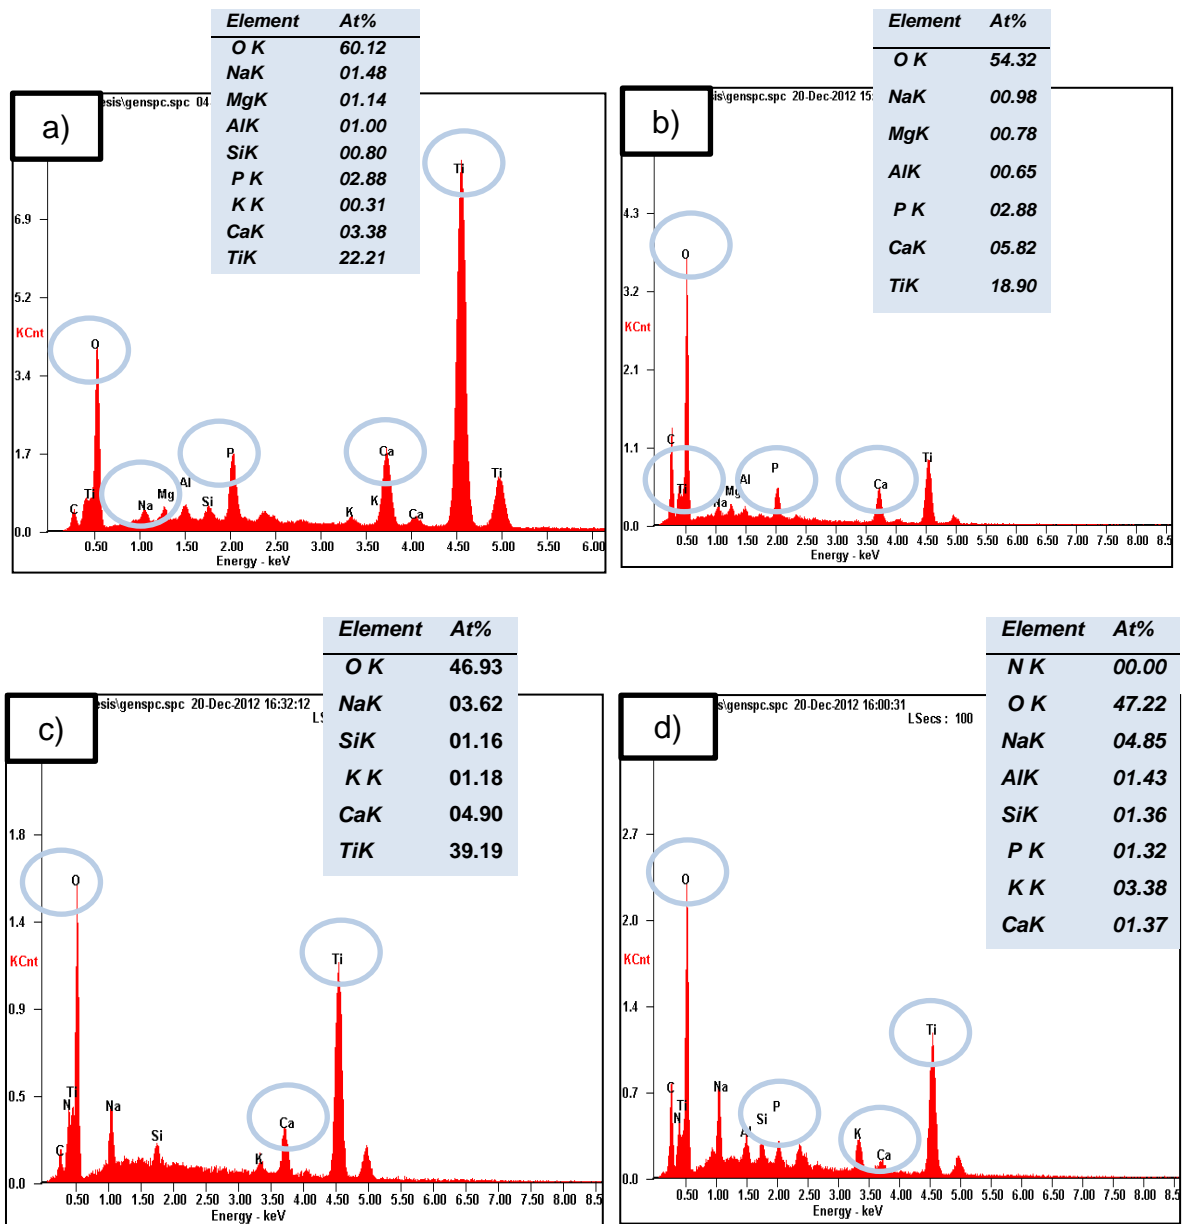 Element At%
O K 60.12
NaK 01.48
MgK 01.14
AlK 01.00
SiK 00.80
P K 02.88
K K 00.31
CaK 03.38
TiK 22.21
a)
esis\genspc.spc 04
6.9
5.2
KCnt
3.4
1.7
0.0
C
Ti
O
Na
Mg
Al
Si
P
K
K
Ca
Ca
Ti
Ti
0.50 1.00 1.50 2.00 2.50 3.00 3.50 4.00 4.50 5.00 5.50 6.00
Energy - keV
Element At%
O K 54.32
NaK 00.98
MgK 00.78
AlK 00.65
P K 02.88
CaK 05.82
TiK 18.90
b)
s\genspc.spc 20-Dec-2012 15:
4.3
3.2
KCnt
2.1
1.1
0.0
C
Ti
O
Na
Mg
Al
P
Ca
Ti
0.50 1.00 1.50 2.00 2.50 3.00 3.50 4.00 4.50 5.00 5.50 6.00 6.50 7.00 7.50 8.00 8.5
Energy - keV
Element At%
O K 46.93
NaK 03.62
SiK 01.16
K K 01.18
CaK 04.90
TiK 39.19
c)
esis\genspc.spc 20-Dec-2012 16:32:12
LS
1.8
1.4
KCnt
0.9
0.5
0.0
C
N
Ti
O
Na
Si
K
Ca
Ti
0.50 1.00 1.50 2.00 2.50 3.00 3.50 4.00 4.50 5.00 5.50 6.00 6.50 7.00 7.50 8.00 8.5
Energy - keV
Element At%
N K 00.00
O K 47.22
NaK 04.85
AlK 01.43
SiK 01.36
P K 01.32
K K 03.38
CaK 01.37
d)
s\genspc.spc 20-Dec-2012 16:00:31
LSecs : 100
2.7
2.0
KCnt
1.4
0.7
0.0
C
N
Ti
O
Na
Al
Si
P
K
Ca
Ti
0.50 1.00 1.50 2.00 2.50 3.00 3.50 4.00 4.50 5.00 5.50 6.00 6.50 7.00 7.50 8.00 8.5
Energy - keV